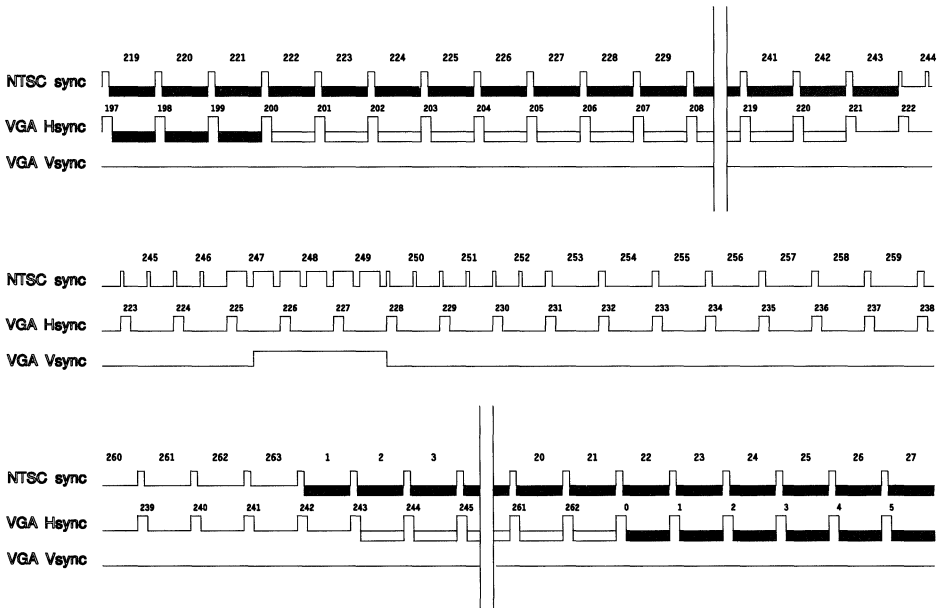 219 220 221 222 223 224 225 226 227 228 229 241 242 243 244
NTSC sync
197 198 199 200 201 202 203 204 205 206 207 208 219 220 221 222
VGA Hsync
VGA Vsync
245 246 247 248 249 250 251 252 253 254 255 256 257 258 259
NTSC sync
223 224 225 226 227 228 229 230 231 232 233 234 235 236 237 238
VGA Hsync
VGA Vsync
260 261 262 263 1 2 3 20 21 22 23 24 25 26 27
NTSC sync
239 240 241 242 243 244 245 261 262 0 1 2 3 4 5
VGA Hsync
VGA Vsync